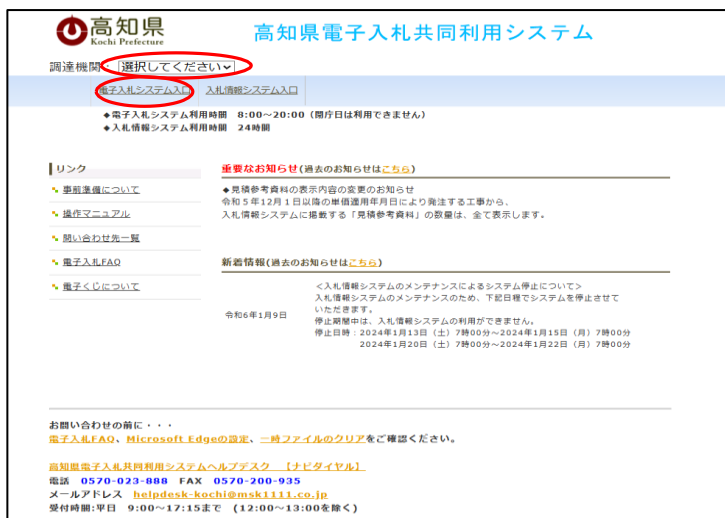 高知県
Kochi Prefecture
高知県電子入札共同利用システム
調達機関： 選択してください
電子入札システム入口 入札情報システム入口
◆電子入札システム利用時間 8:00～20:00（閉庁日は利用できません）
◆入札情報システム利用時間 24時間
リンク
事前準備について
操作マニュアル
問い合わせ先一覧
電子入札FAQ
電子くじについて
重要なお知らせ(過去のお知らせはこちら)
◆見積参考資料の表示内容の変更のお知らせ
令和５年12月１日以降の単価適用年月日により発注する工事から、
入札情報システムに掲載する「見積参考資料」の数量は、全て表示します。
新着情報(過去のお知らせはこちら)
令和6年1月9日
＜入札情報システムのメンテナンスによるシステム停止について＞
入札情報システムのメンテナンスのため、下記日程でシステムを停止させて
いただきます。
停止期間中は、入札情報システムの利用ができません。
停止日時：2024年1月13日（土）7時00分～2024年1月15日（月）7時00分
2024年1月20日（土）7時00分～2024年1月22日（月）7時00分
お問い合わせの前に・・・
電子入札FAQ、Microsoft Edgeの設定、一時ファイルのクリアをご確認ください。
高知県電子入札共同利用システムヘルプデスク 【ナビダイヤル】
電話 0570-023-888 FAX 0570-200-935
メールアドレス helpdesk-kochi@msk1111.co.jp
受付時間:平日 9:00～17:15まで (12:00～13:00を除く)